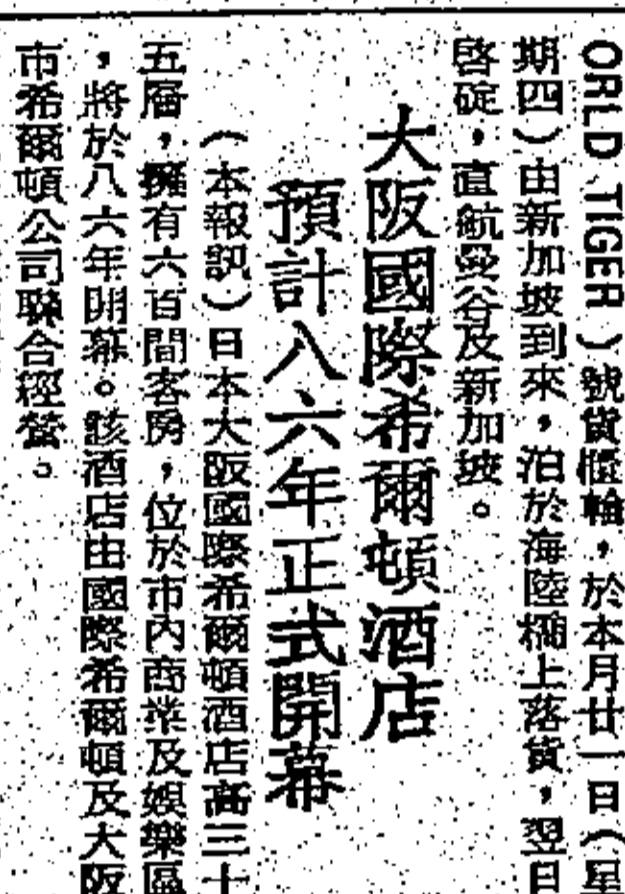 ORLD TIGER）號貨櫃輪，於本月廿一日（星
期四）由新加坡到來，泊於海陸橋上落貨，翌日
啓碇，直航曼谷及新加坡。
大阪國際希爾頓酒店
預計八六年正式開幕
（本報訊）日本大阪國際希爾頓酒店高三十
五層，擁有六百間客房，位於市內商業及娛樂區
，將於八六年開幕。該酒店由國際希爾頓及大阪
市希爾頓公司聯合經營。